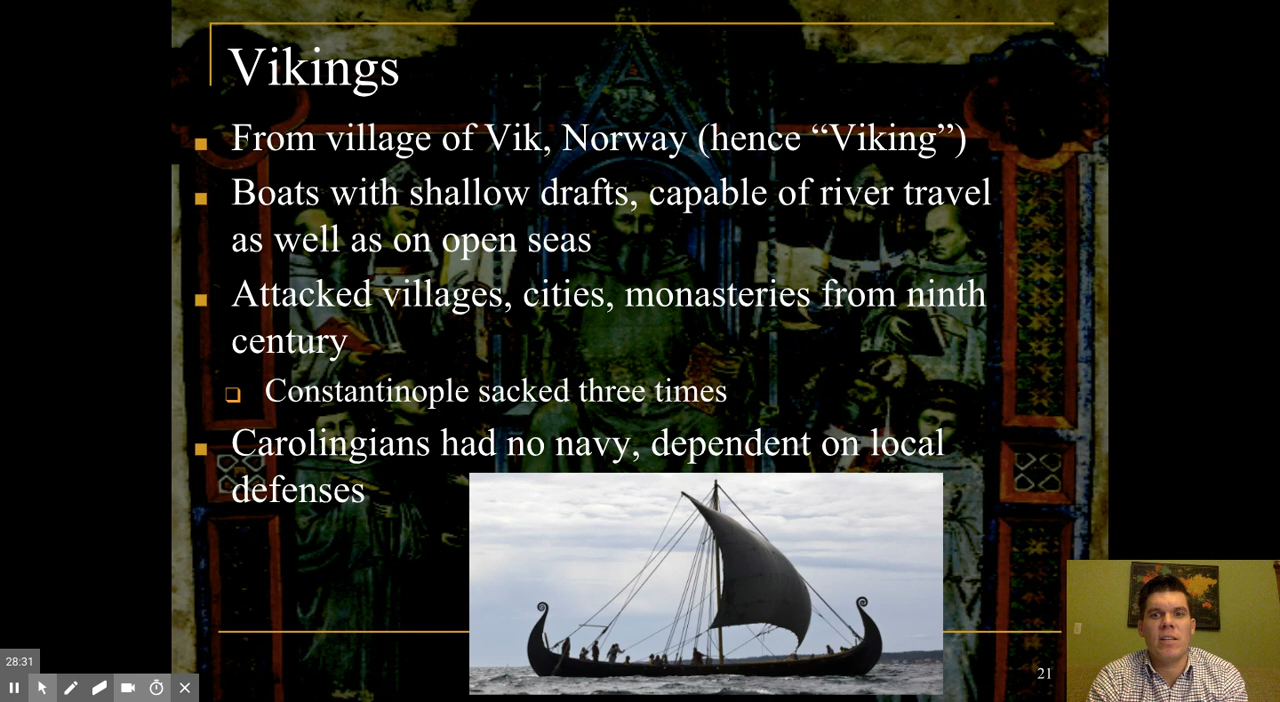 Vikings
From village of Vik, Norway (hence “Viking”)
Boats with shallow drafts, capable of river travel
as well as on open seas
Attacked villages, cities, monasteries from ninth
century
Constantinople sacked three times
Carolingians had no navy, dependent on local
defenses
21
28:31